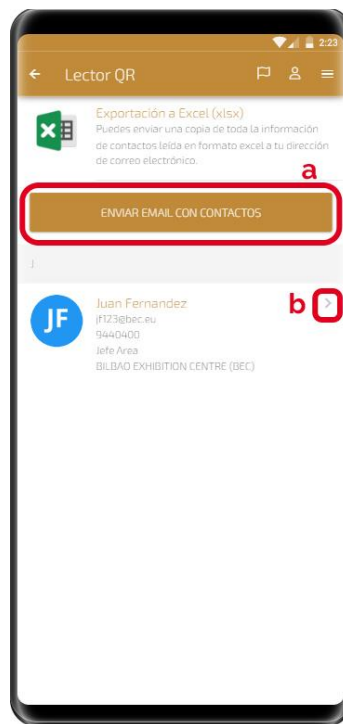 2:23
Lector QR
Exportación a Excel (xlsx)
Puedes enviar una copia de toda la información
de contactos leída en formato excel a tu dirección
de correo electrónico.
a
ENVIAR EMAIL CON CONTACTOS
J
JF
Juan Fernandez
b
jf123@bec.eu
9440400
Jefe Area
BILBAO EXHIBITION CENTRE (BEC)